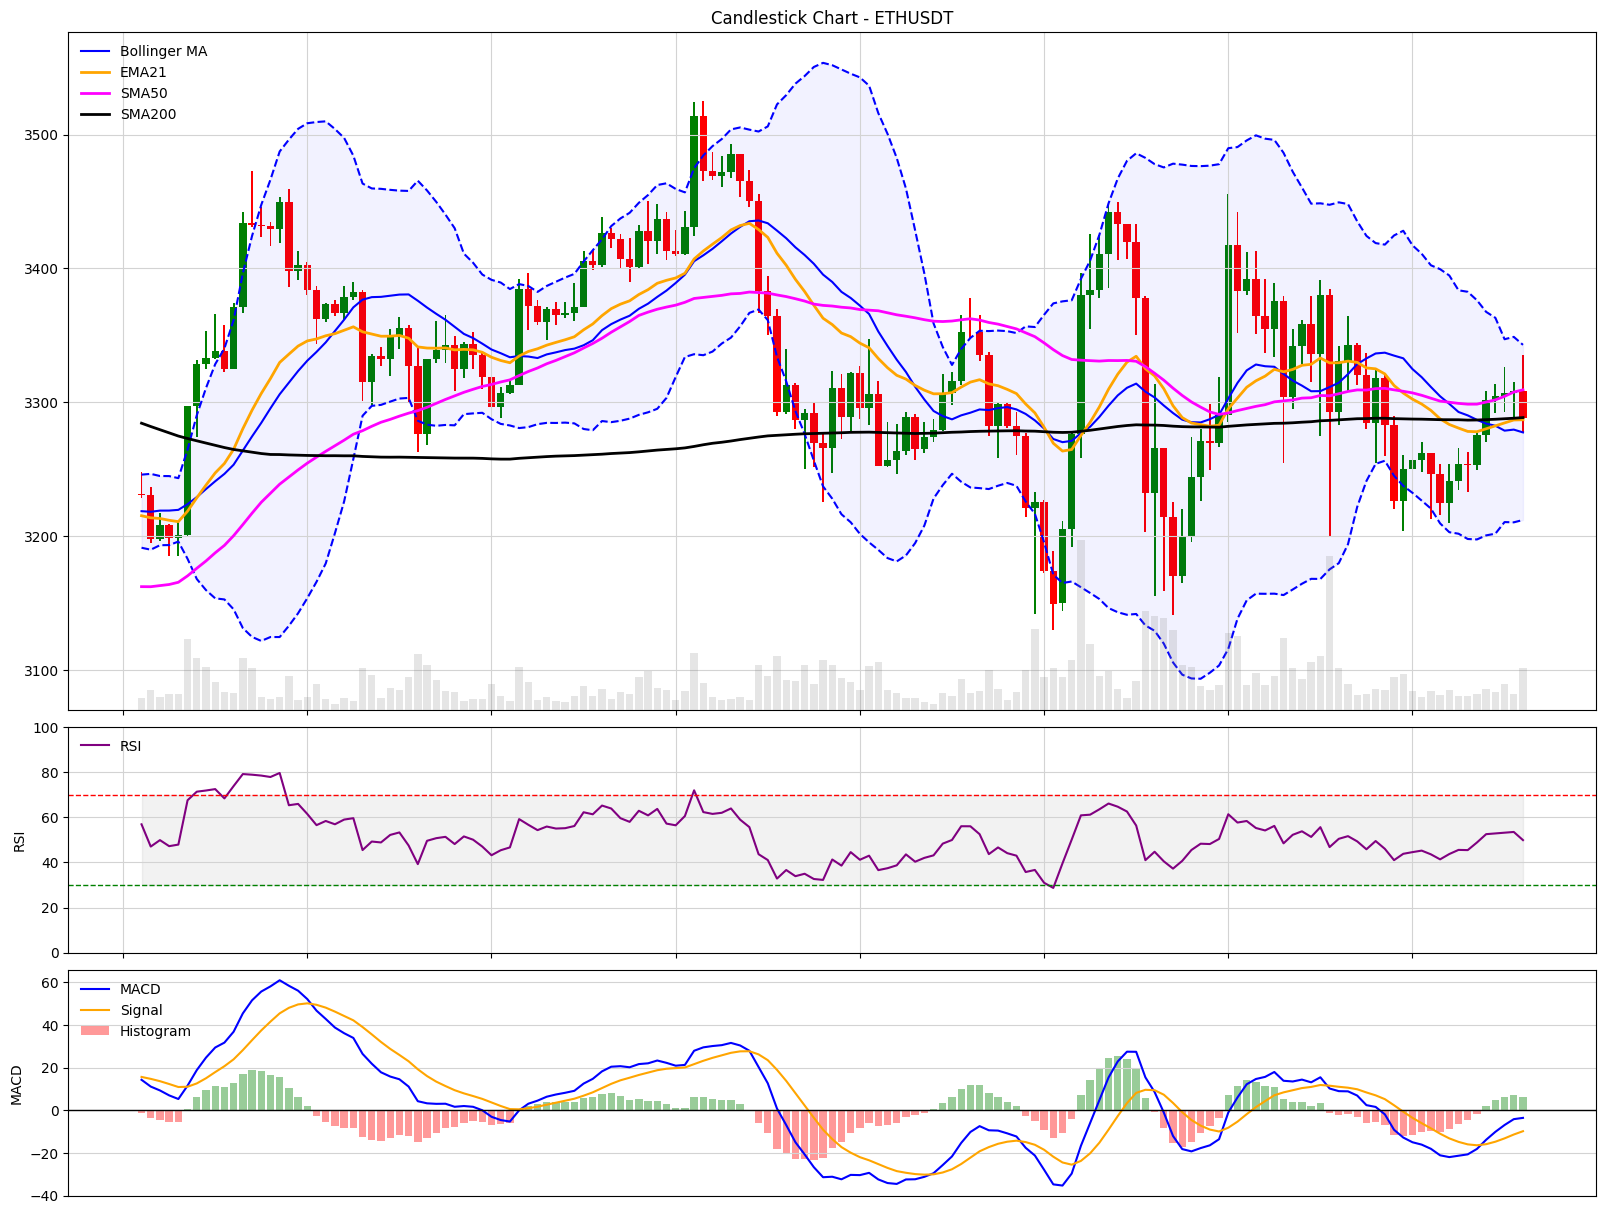 Candlestick Chart - ETHUSDT
Bollinger MA
EMA21
SMA50
SMA200
3500
3400
3300
3200
3100
RSI
100
80
60
40
20
0
RSI
MACD
Signal
Histogram
60
40
20
0
−20
−40
MACD